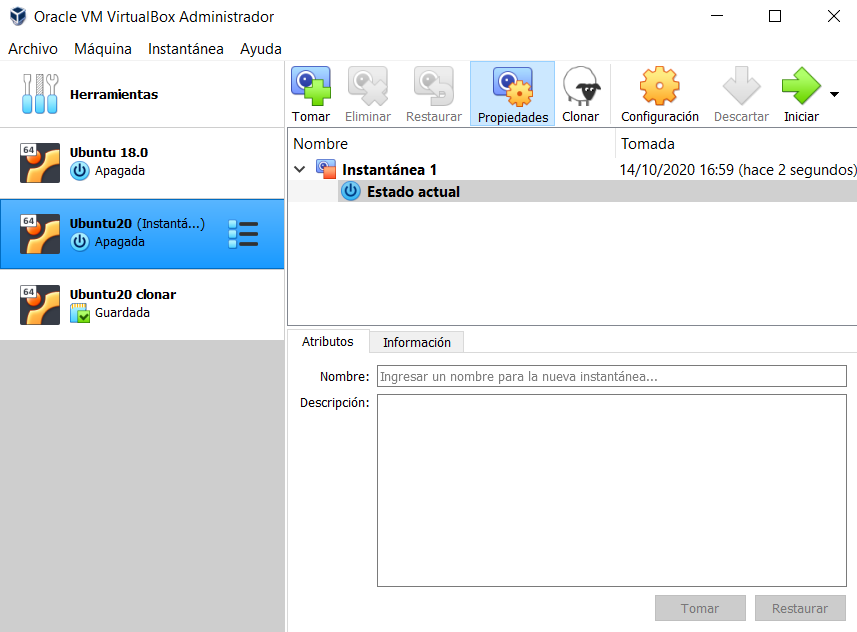 Oracle VM VirtualBox Administrador
Archivo Máquina Instantánea Ayuda
Herramientas
Tomar Eliminar Restaurar Propiedades Clonar Configuración Descartar Iniciar
64
Ubuntu 18.0
Apagada
64
Ubuntu20 (Instantá...)
Apagada
64
Ubuntu20 clonar
Guardada
Nombre Tomada
Instantánea 1 14/10/2020 16:59 (hace 2 segundos)
Estado actual
Atributos Información
Nombre: Ingresar un nombre para la nueva instantánea...
Descripción:
Tomar Restaurar